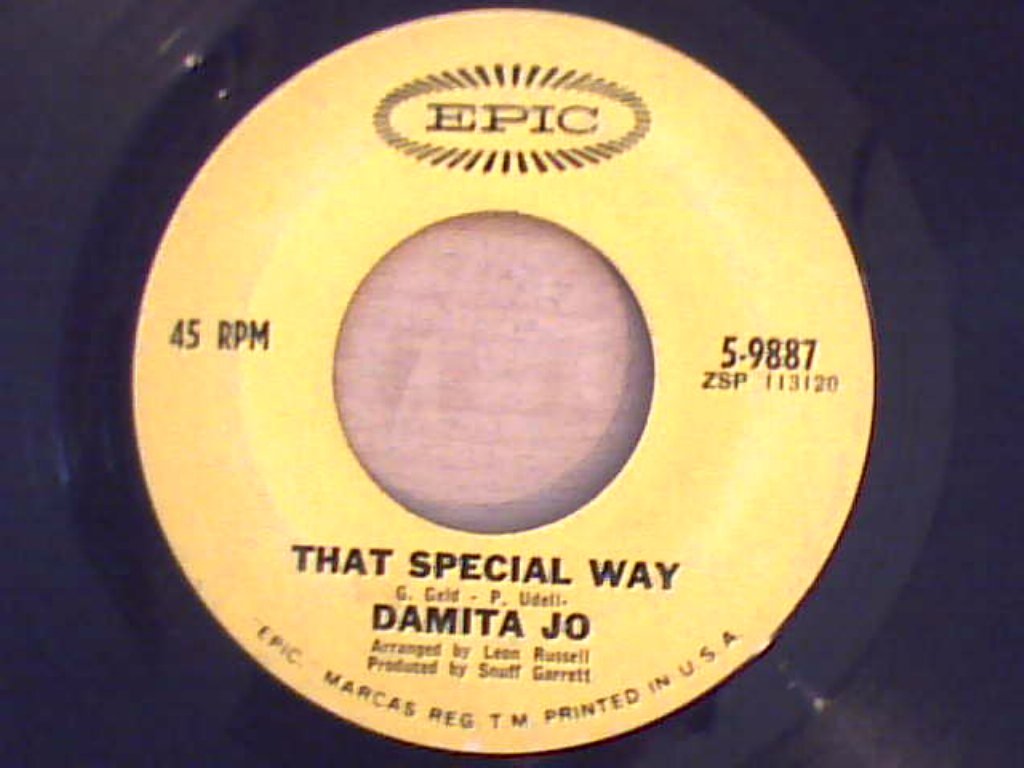 EPIC
45 RPM
5-9887
ZSP 113120
THAT SPECIAL WAY
G. Geld - P. Udell-
DAMITA JO
Arranged by Leon Russell
Produced by Snuff Garrett
EPIC. MARCAS REG. T M. PRINTED IN U.S.A.